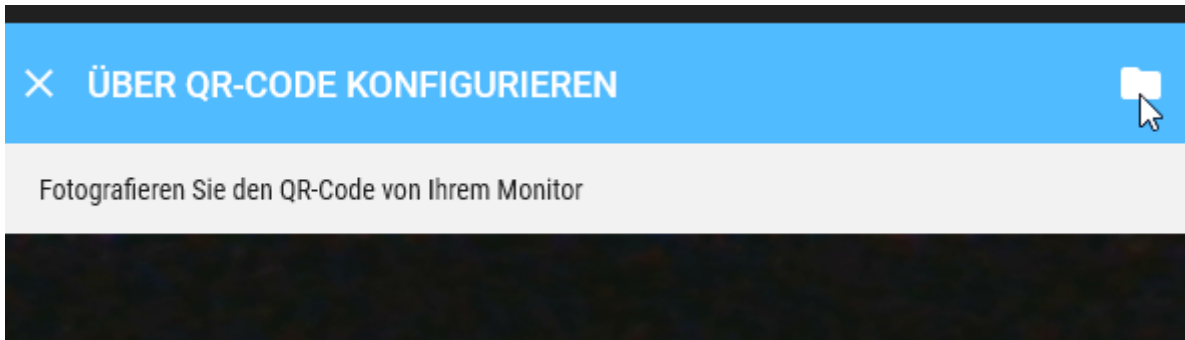 ÜBER QR-CODE KONFIGURIEREN
Fotografieren Sie den QR-Code von Ihrem Monitor